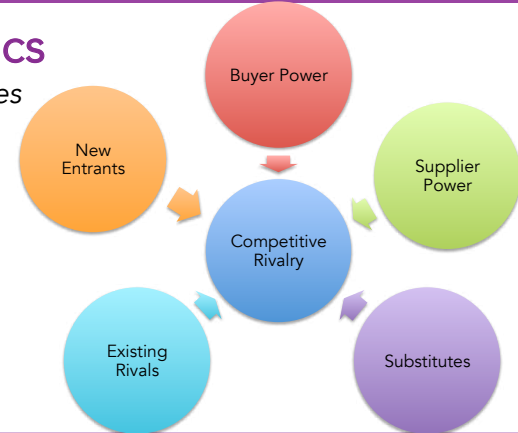 CS
es
Buyer Power
New
Entrants
Supplier
Power
Competitive
Rivalry
Existing
Rivals
Substitutes